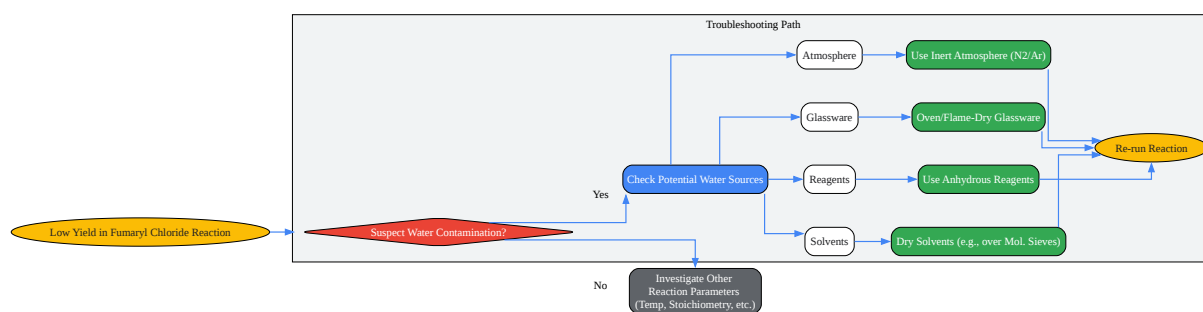 Troubleshooting Path
Atmosphere
Use Inert Atmosphere (N2/Ar)
Glassware
Oven/Flame-Dry Glassware
Re-run Reaction
Check Potential Water Sources
Reagents
Use Anhydrous Reagents
Yes
Low Yield in Fumaryl Chloride Reaction
Suspect Water Contamination?
Solvents
Dry Solvents (e.g., over Mol. Sieves)
No
Investigate Other
Reaction Parameters
(Temp, Stoichiometry, etc.)